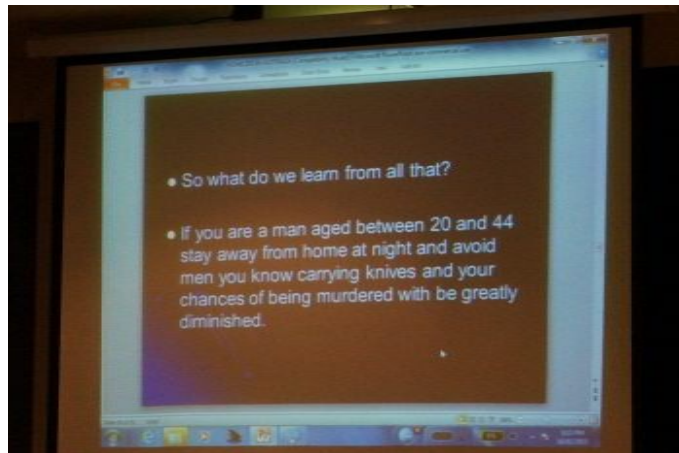 So what do we learn from all that?
If you are a man aged between 20 and 44
stay away from home at night and avoid
men you know carrying knives and your
chances of being murdered with be greatly
diminished.